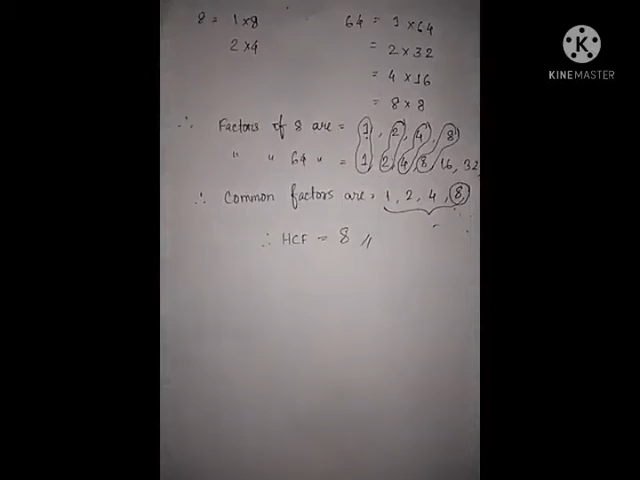 8 = 1 × 8 64 = 1 × 64
2 × 4 = 2 × 32
= 4 × 16
= 8 × 8
∴ Factors of 8 are = 1, 2, 4, 8
" " 64 " = 1, 2, 4, 8, 16, 32,
∴ Common factors are, 1, 2, 4, 8
∴ HCF = 8 //
K
KINEMASTER